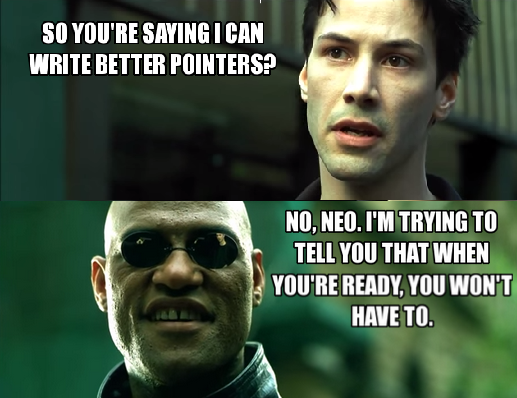 SO YOU'RE SAYING I CAN
WRITE BETTER POINTERS?
NO, NEO. I'M TRYING TO
TELL YOU THAT WHEN
YOU'RE READY, YOU WON'T
HAVE TO.